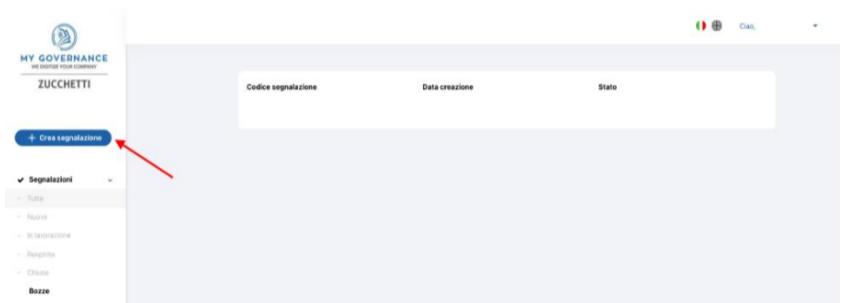 Ciao,
MY GOVERNANCE
WE DIGITIZE YOUR COMPANY
ZUCCHETTI
Codice segnalazione Data creazione Stato
+ Crea segnalazione
Segnalazioni
- Tutte
- Nuove
- In lavorazione
- Respinte
- Chiuse
Bozze